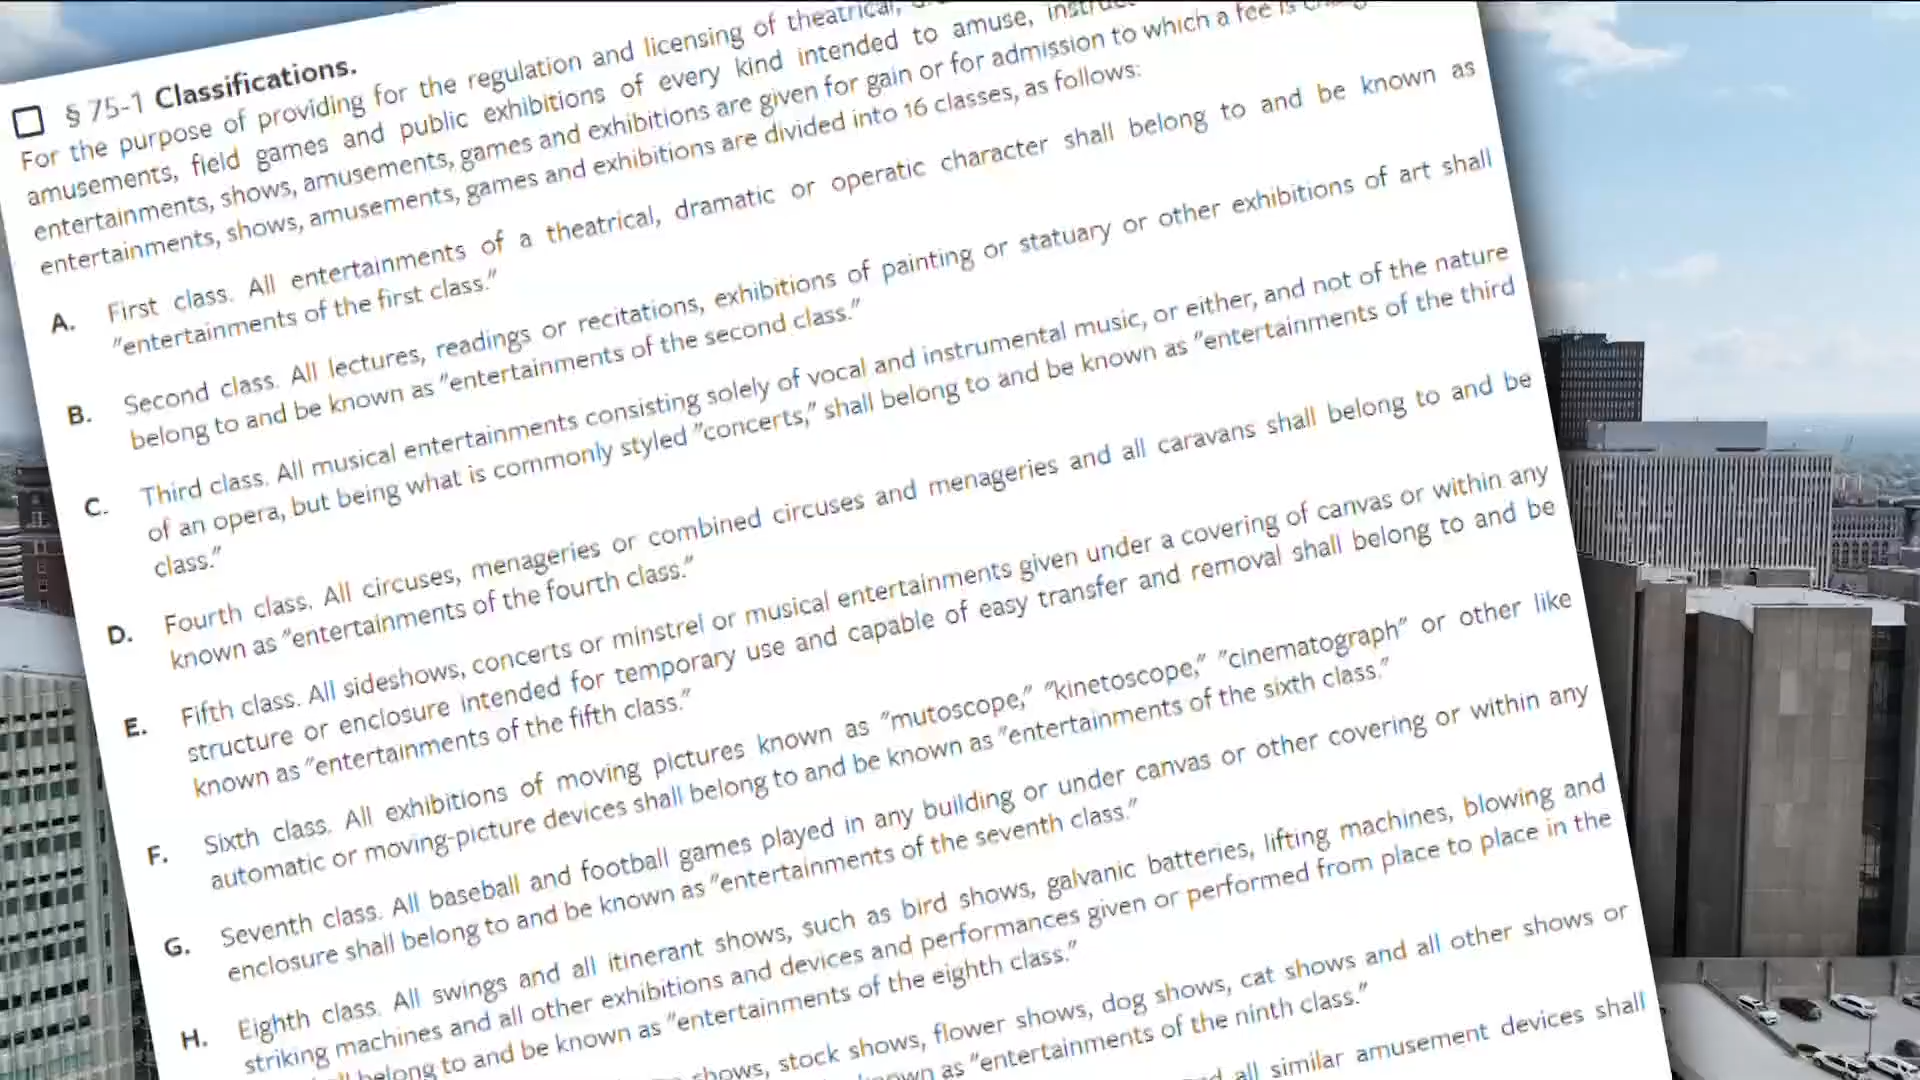 § 75-1 Classifications.
For the purpose of providing for the regulation and licensing of theatrical,
amusements, field games and public exhibitions of every kind intended to amuse,
entertainments, shows, amusements, games and exhibitions are given for gain or for admission to which a fee is
entertainments, shows, amusements, games and exhibitions are divided into 16 classes, as follows:
A. First class. All entertainments of a theatrical, dramatic or operatic character shall belong to and be known as
"entertainments of the first class."
B. Second class. All lectures, readings or recitations, exhibitions of painting or statuary or other exhibitions of art shall
belong to and be known as "entertainments of the second class."
C. Third class. All musical entertainments consisting solely of vocal and instrumental music, or either, and not of the nature
of an opera, but being what is commonly styled "concerts," shall belong to and be known as "entertainments of the third
class."
D. Fourth class. All circuses, menageries or combined circuses and menageries and all caravans shall belong to and be
known as "entertainments of the fourth class."
E. Fifth class. All sideshows, concerts or minstrel or musical entertainments given under a covering of canvas or within any
structure or enclosure intended for temporary use and capable of easy transfer and removal shall belong to and be
known as "entertainments of the fifth class."
F. Sixth class. All exhibitions of moving pictures known as "mutoscope," "kinetoscope," "cinematograph" or other like
automatic or moving-picture devices shall belong to and be known as "entertainments of the sixth class."
G. Seventh class. All baseball and football games played in any building or under canvas or other covering or within any
enclosure shall belong to and be known as "entertainments of the seventh class."
H. Eighth class. All swings and all itinerant shows, such as bird shows, galvanic batteries, lifting machines, blowing and
striking machines and all other exhibitions and devices and performances given or performed from place to place in the
belong to and be known as "entertainments of the eighth class."
shows, stock shows, flower shows, dog shows, cat shows and all other shows or
as "entertainments of the ninth class."
all similar amusement devices shall